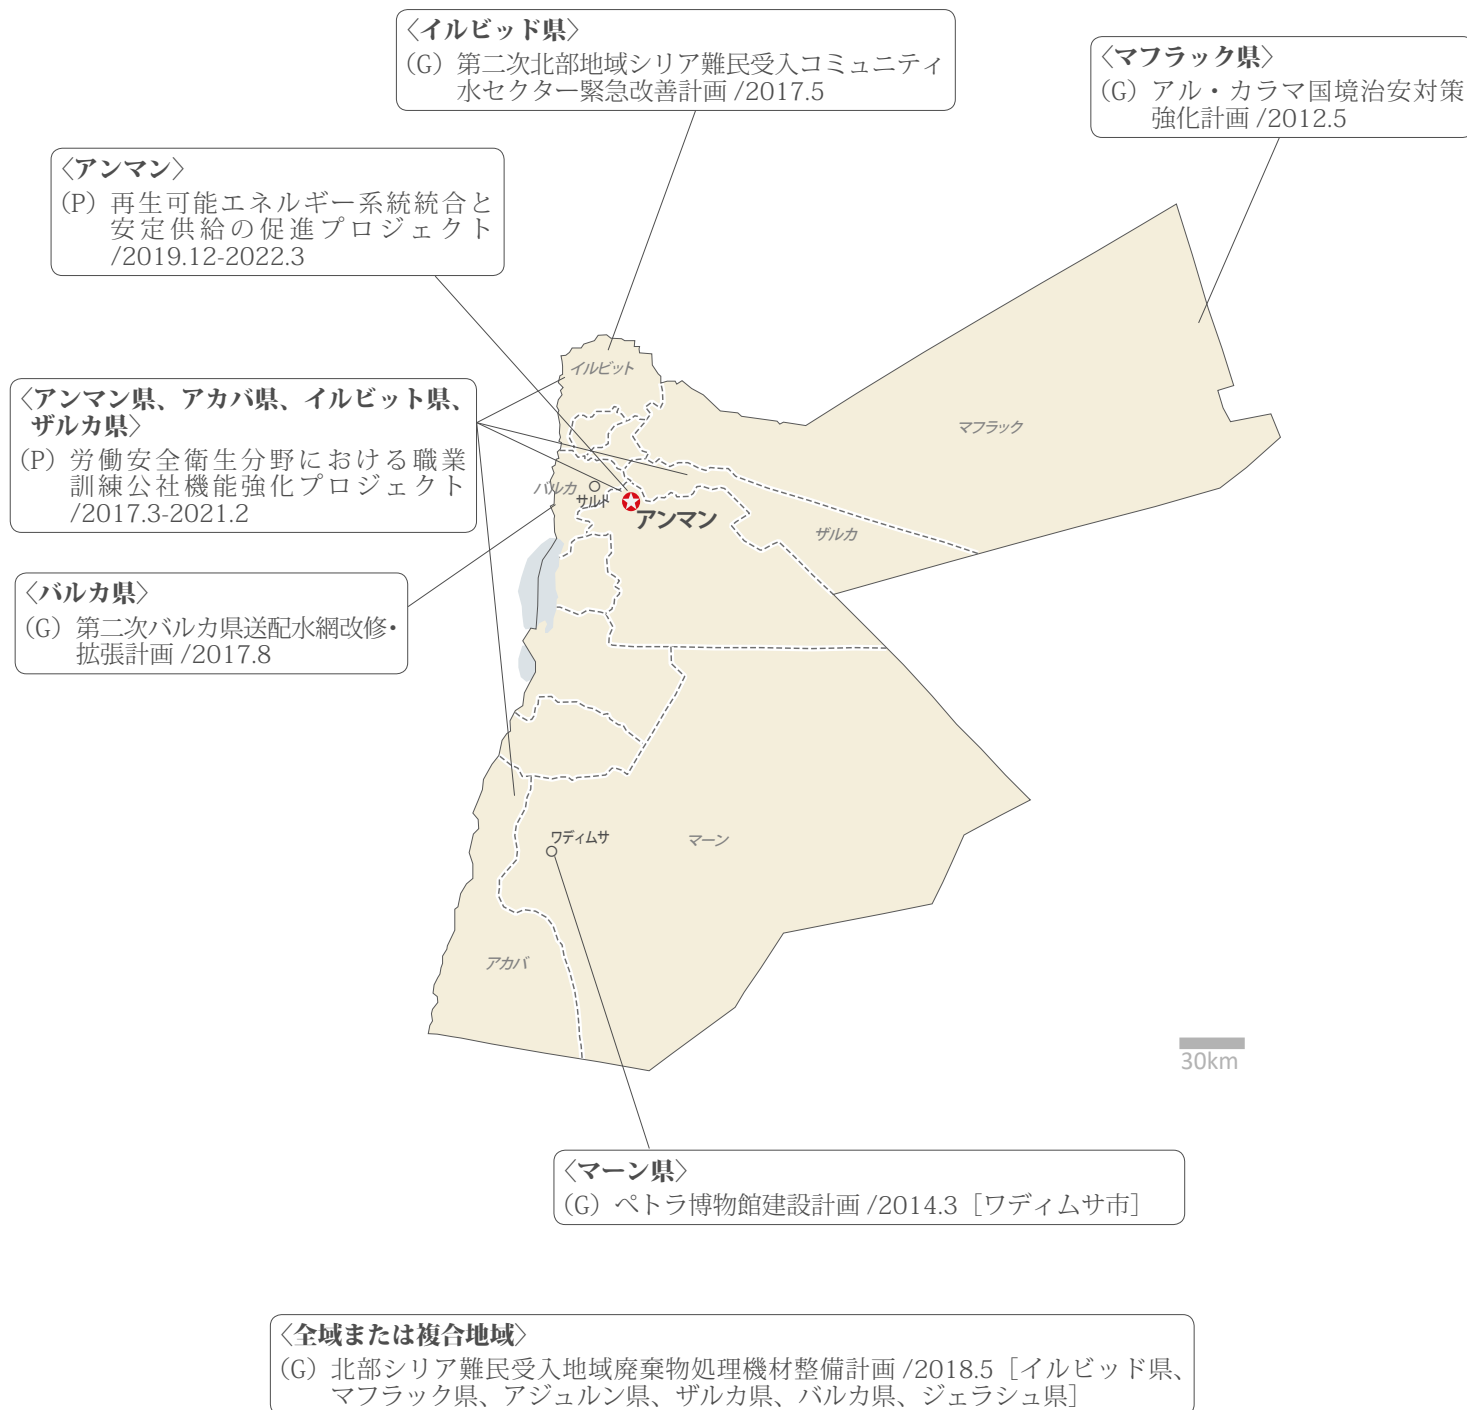 〈イルビッド県〉
(G) 第二次北部地域シリア難民受入コミュニティ
水セクター緊急改善計画 /2017.5
〈マフラック県〉
(G) アル・カラマ国境治安対策
強化計画 /2012.5
〈アンマン〉
(P) 再生可能エネルギー系統統合と
安定供給の促進プロジェクト
/2019.12-2022.3
〈アンマン県、アカバ県、イルビット県、
ザルカ県〉
(P) 労働安全衛生分野における職業
訓練公社機能強化プロジェクト
/2017.3-2021.2
〈バルカ県〉
(G) 第二次バルカ県送配水網改修・
拡張計画 /2017.8
イルビット
マフラック
バルカ
サルト
アンマン
ザルカ
ワディムサ
マーン
アカバ
30km
〈マーン県〉
(G) ペトラ博物館建設計画 /2014.3［ワディムサ市］
〈全域または複合地域〉
(G) 北部シリア難民受入地域廃棄物処理機材整備計画 /2018.5［イルビッド県、
マフラック県、アジュルン県、ザルカ県、バルカ県、ジェラシュ県］